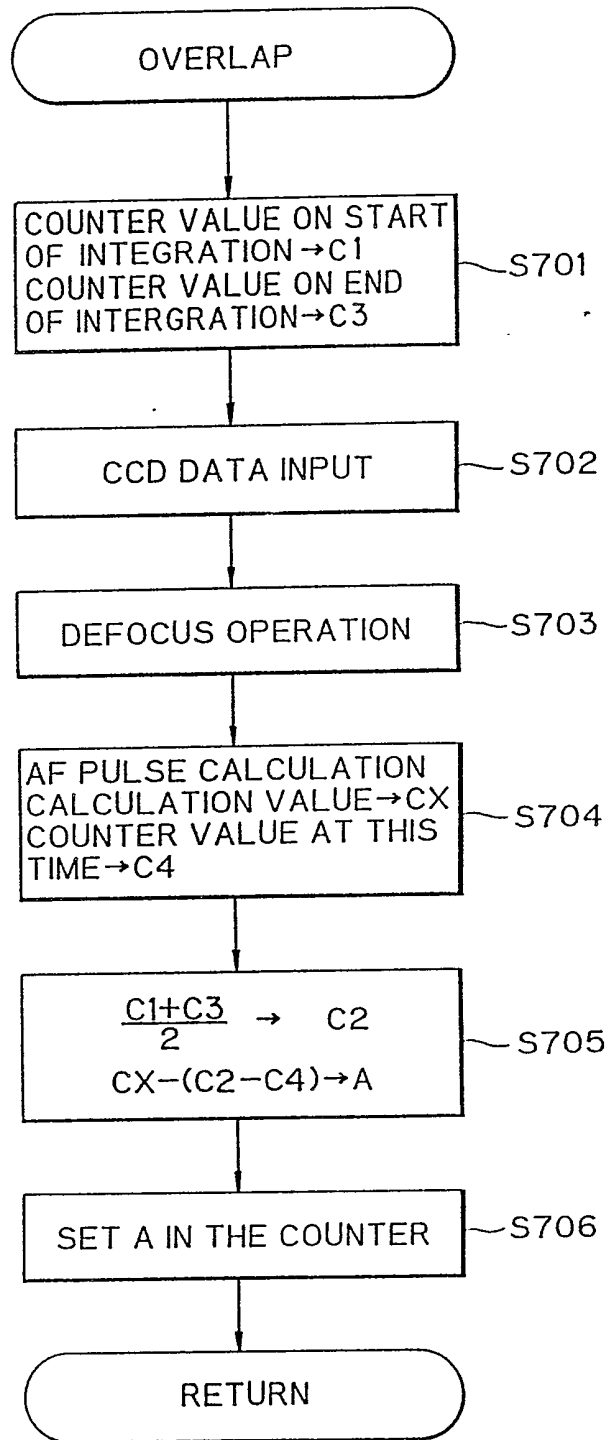 OVERLAP
COUNTER VALUE ON START
OF INTEGRATION→C1
COUNTER VALUE ON END
OF INTERGRATION→C3
S701
CCD DATA INPUT
S702
DEFOCUS OPERATION
S703
AF PULSE CALCULATION
CALCULATION VALUE→CX
COUNTER VALUE AT THIS
TIME→C4
S704
C1+C3
2
→ C2
CX-(C2-C4)→A
S705
SET A IN THE COUNTER
S706
RETURN